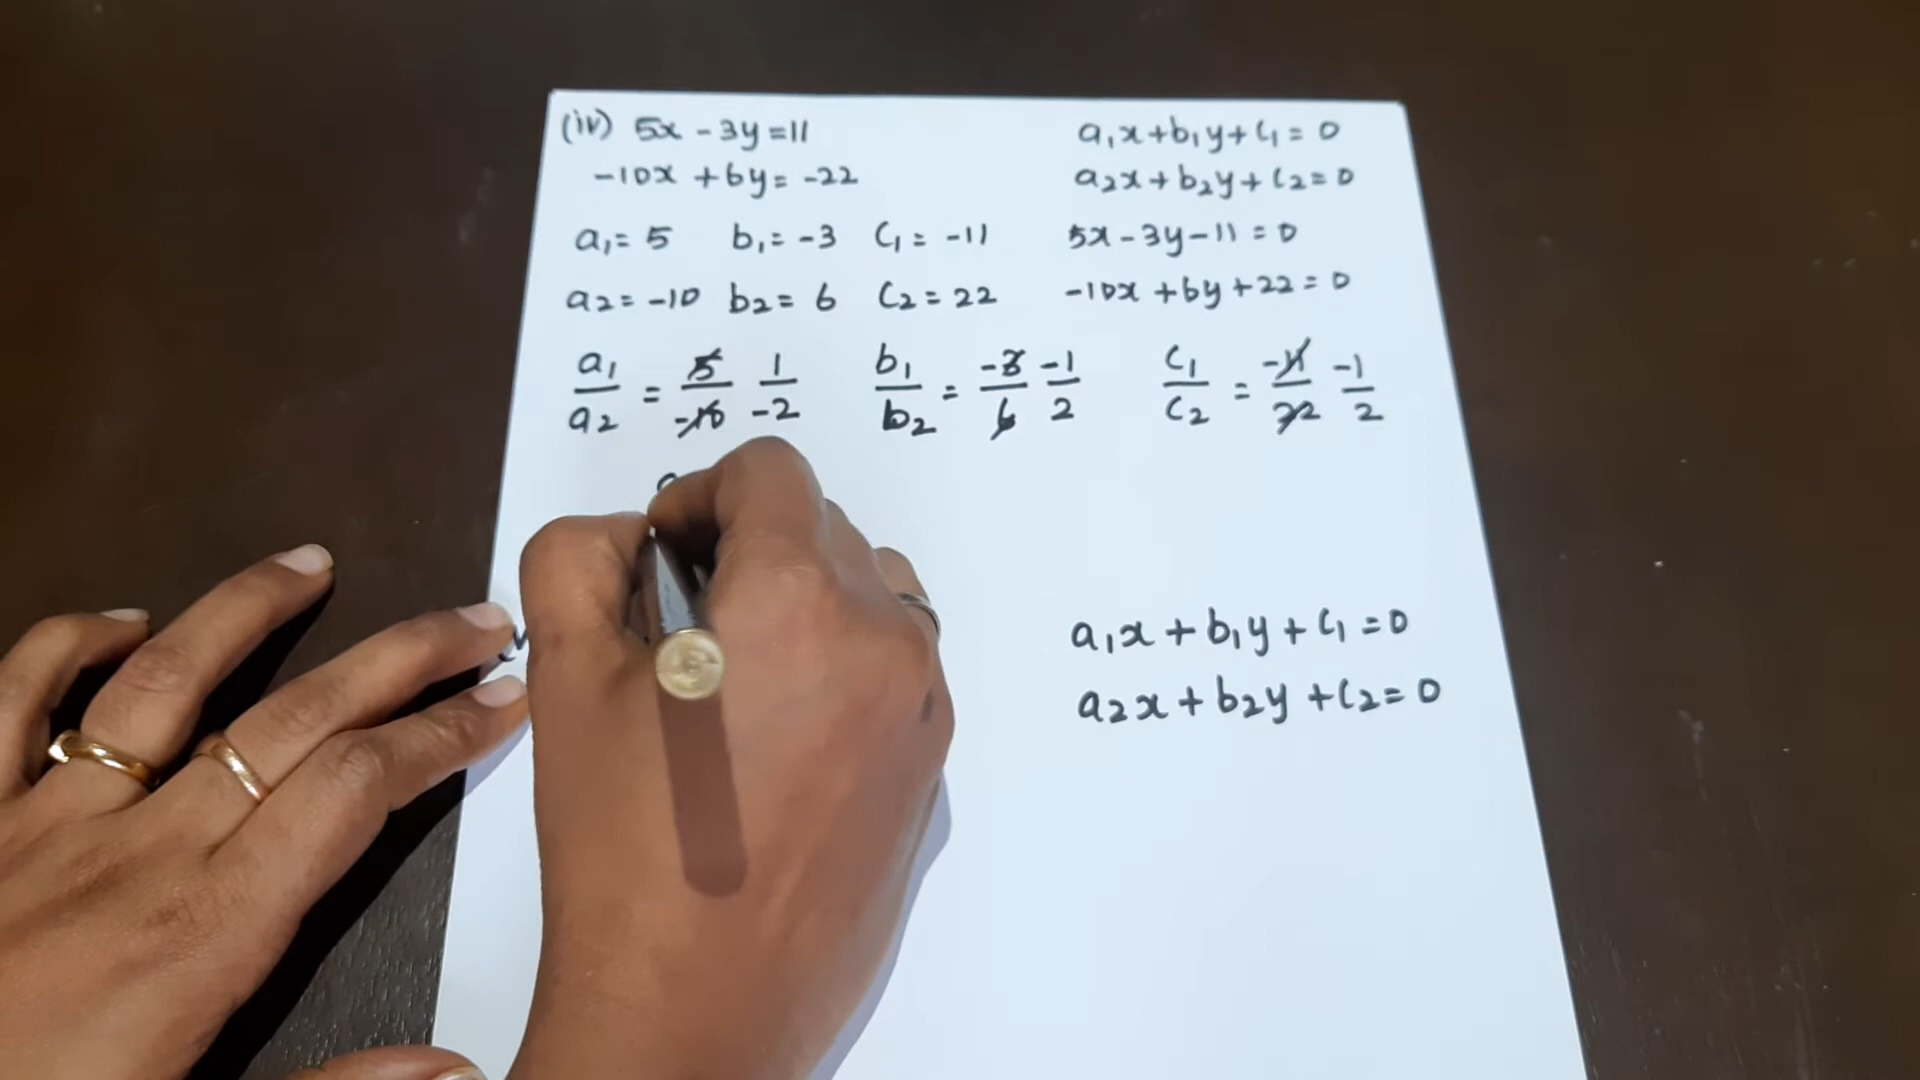 (iv) 5x - 3y = 11
-10x + 6y = -22
a₁x + b₁y + c₁ = 0
a₂x + b₂y + c₂ = 0
a₁ = 5 b₁ = -3 c₁ = -11 5x - 3y - 11 = 0
a₂ = -10 b₂ = 6 c₂ = 22 -10x + 6y + 22 = 0
a₁/a₂ = 5/-10 1/-2 b₁/b₂ = -3/6 -1/2 c₁/c₂ = -11/22 -1/2
a₁x + b₁y + c₁ = 0
a₂x + b₂y + c₂ = 0